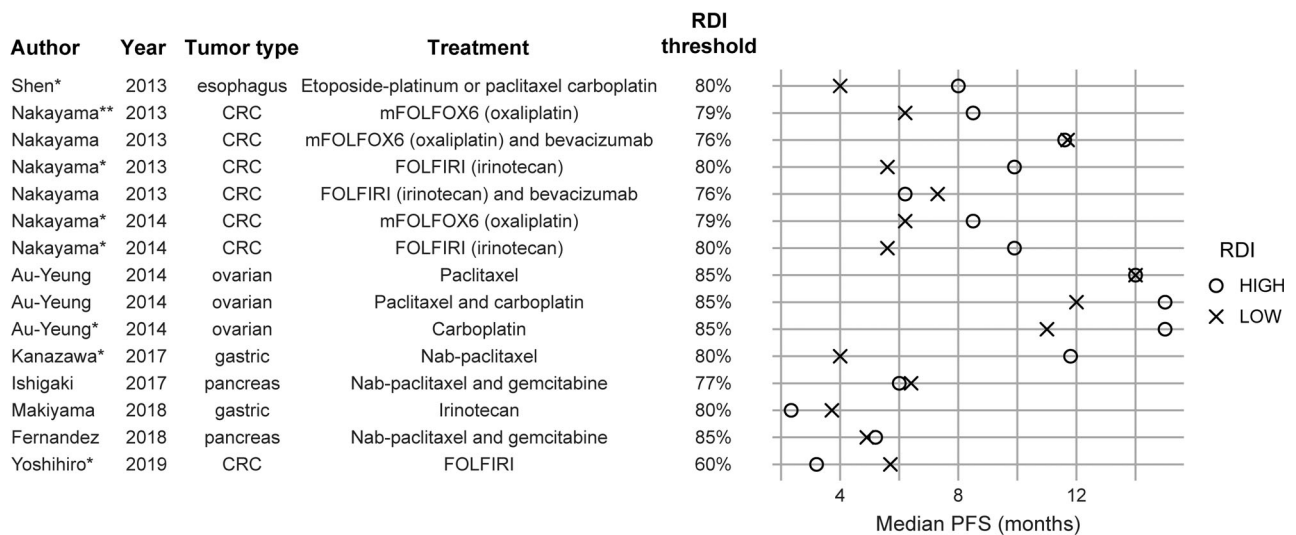 Author Year Tumor type Treatment RDI threshold
Shen* 2013 esophagus Etoposide-platinum or paclitaxel carboplatin 80%
Nakayama** 2013 CRC mFOLFOX6 (oxaliplatin) 79%
Nakayama 2013 CRC mFOLFOX6 (oxaliplatin) and bevacizumab 76%
Nakayama* 2013 CRC FOLFIRI (irinotecan) 80%
Nakayama 2013 CRC FOLFIRI (irinotecan) and bevacizumab 76%
Nakayama* 2014 CRC mFOLFOX6 (oxaliplatin) 79%
Nakayama* 2014 CRC FOLFIRI (irinotecan) 80%
Au-Yeung 2014 ovarian Paclitaxel 85%
Au-Yeung 2014 ovarian Paclitaxel and carboplatin 85%
Au-Yeung* 2014 ovarian Carboplatin 85%
Kanazawa* 2017 gastric Nab-paclitaxel 80%
Ishigaki 2017 pancreas Nab-paclitaxel and gemcitabine 77%
Makiyama 2018 gastric Irinotecan 80%
Fernandez 2018 pancreas Nab-paclitaxel and gemcitabine 85%
Yoshihiro* 2019 CRC FOLFIRI 60%
4 8 12
Median PFS (months)
RDI
HIGH
LOW